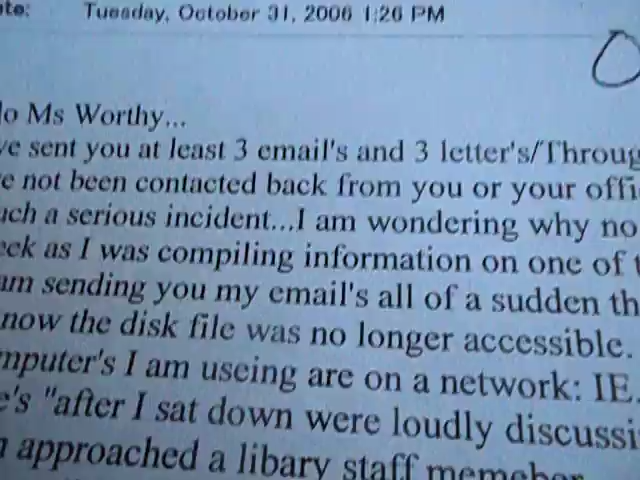 ate: Tuesday, October 31, 2006 1:26 PM
lo Ms Worthy...
ve sent you at least 3 email's and 3 letter's/Throug
e not been contacted back from you or your offi
uch a serious incident...I am wondering why no
eek as I was compiling information on one of t
am sending you my email's all of a sudden th
now the disk file was no longer accessible.
mputer's I am useing are on a network: IE.
e's "after I sat down were loudly discussi
n approached a libary staff memeber